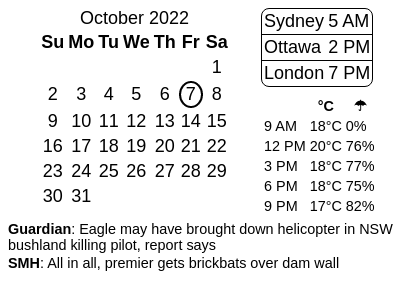 October 2022
Su Mo Tu We Th Fr Sa
1
2 3 4 5 6 7 8
9 10 11 12 13 14 15
16 17 18 19 20 21 22
23 24 25 26 27 28 29
30 31
Sydney 5 AM
Ottawa 2 PM
London 7 PM
°C ☂
9 AM 18°C 0%
12 PM 20°C 76%
3 PM 18°C 77%
6 PM 18°C 75%
9 PM 17°C 82%
Guardian: Eagle may have brought down helicopter in NSW
bushland killing pilot, report says
SMH: All in all, premier gets brickbats over dam wall